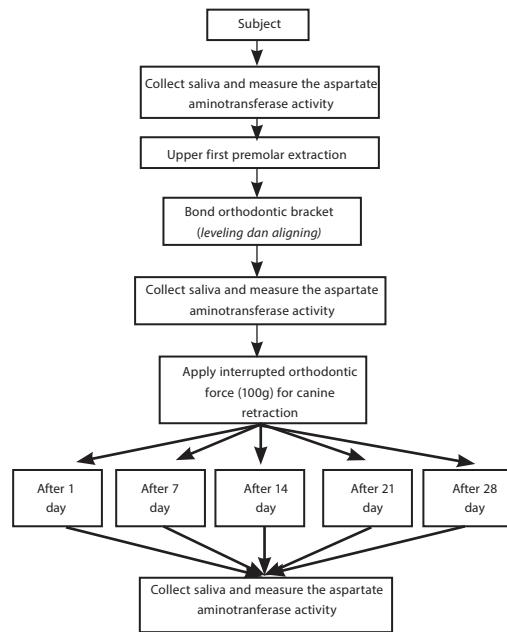 Subject
Collect saliva and measure the aspartate
aminotransferase activity
Upper first premolar extraction
Bond orthodontic bracket
(leveling dan aligning)
Collect saliva and measure the aspartate
aminotransferase activity
Apply interrupted orthodontic
force (100g) for canine
retraction
After 1
day
After 7
day
After 14
day
After 21
day
After 28
day
Collect saliva and measure the aspartate
aminotranferase activity